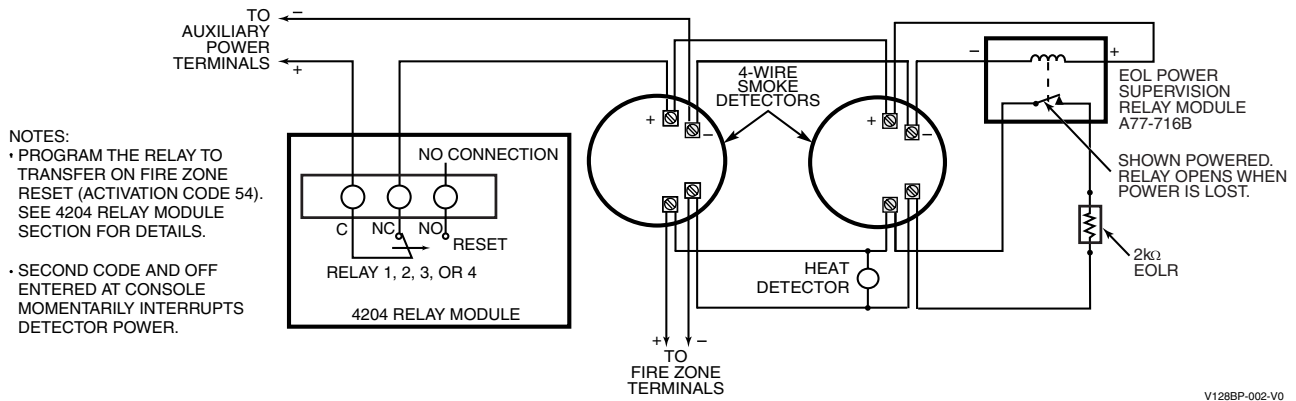 TO
AUXILIARY
POWER
TERMINALS
–
+
NOTES:
• PROGRAM THE RELAY TO
TRANSFER ON FIRE ZONE
RESET (ACTIVATION CODE 54).
SEE 4204 RELAY MODULE
SECTION FOR DETAILS.
• SECOND CODE AND OFF
ENTERED AT CONSOLE
MOMENTARILY INTERRUPTS
DETECTOR POWER.
NO CONNECTION
C
NC
NO
RESET
RELAY 1, 2, 3, OR 4
4204 RELAY MODULE
4-WIRE
SMOKE
DETECTORS
+
–
+
–
HEAT
DETECTOR
+
–
TO
FIRE ZONE
TERMINALS
–
+
EOL POWER
SUPERVISION
RELAY MODULE
A77-716B
SHOWN POWERED.
RELAY OPENS WHEN
POWER IS LOST.
2kΩ
EOLR
V128BP-002-V0